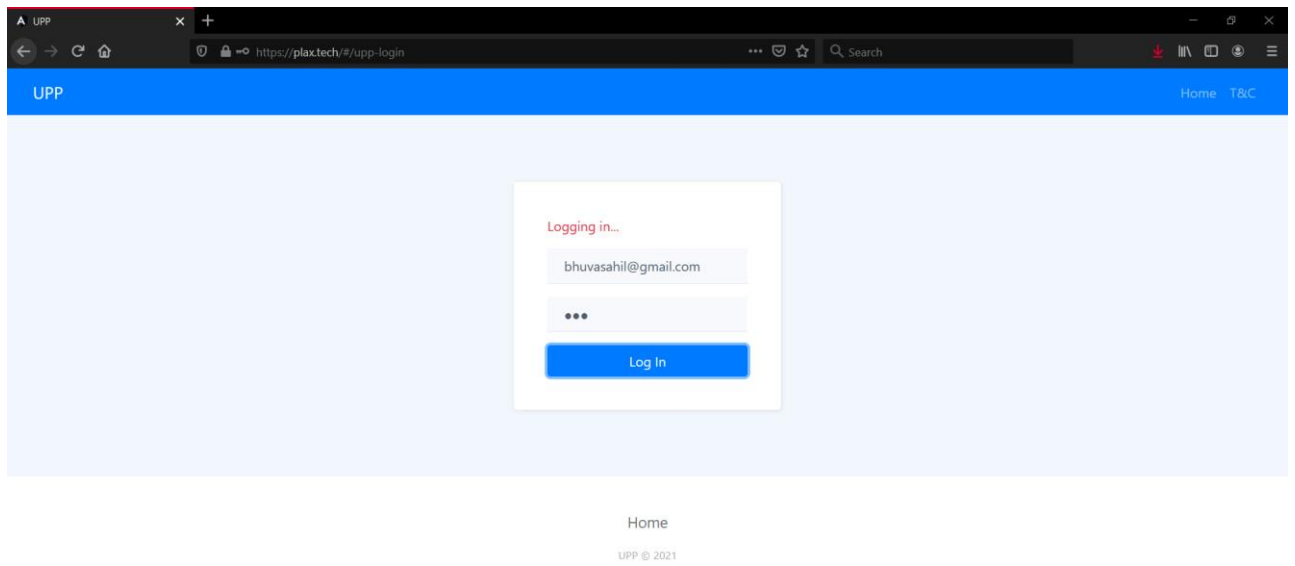 UPP
https://plax.tech/#/upp-login
Search
UPP
Home T&C
Logging in...
bhuvasahil@gmail.com
●●●
Log In
Home
UPP © 2021